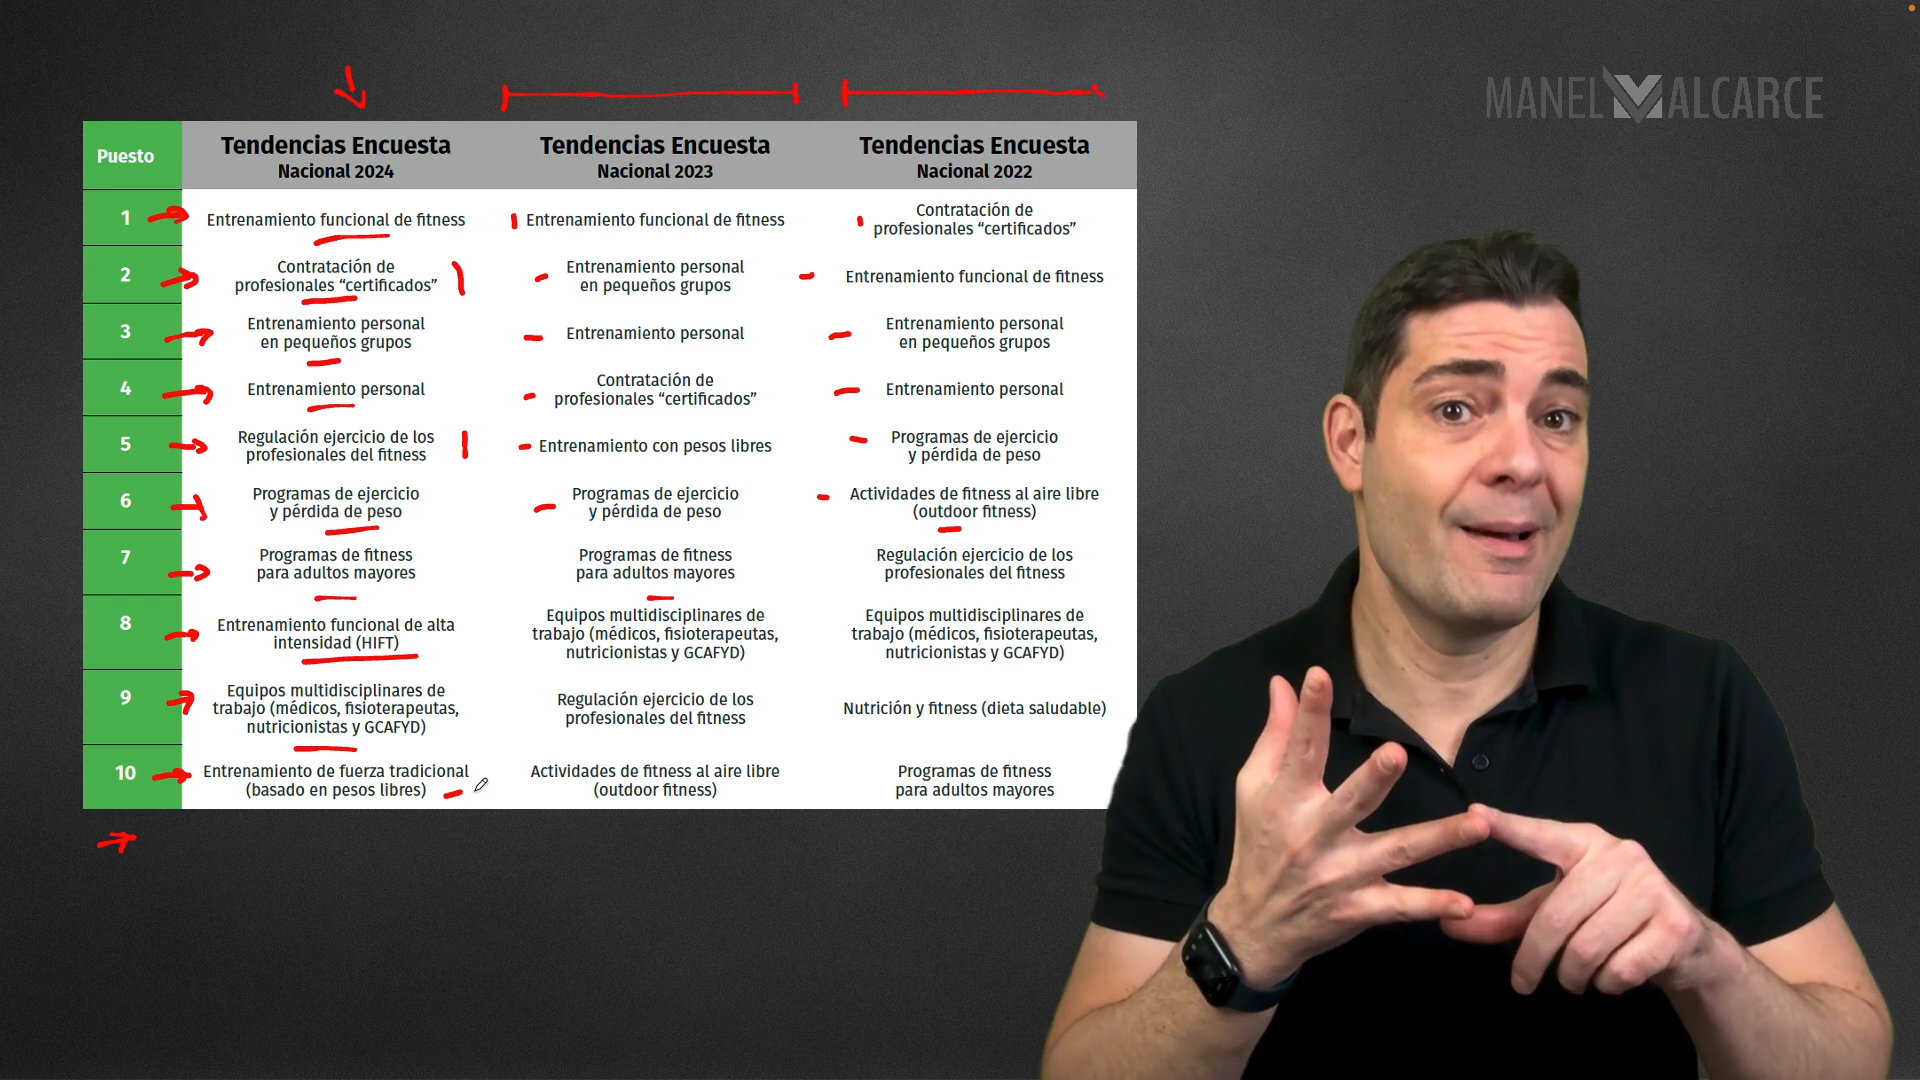 MANEL VALCARCE
Puesto
Tendencias Encuesta
Nacional 2024
Tendencias Encuesta
Nacional 2023
Tendencias Encuesta
Nacional 2022
1
Entrenamiento funcional de fitness
Entrenamiento funcional de fitness
Contratación de
profesionales “certificados”
2
Contratación de
profesionales “certificados”
Entrenamiento personal
en pequeños grupos
Entrenamiento funcional de fitness
3
Entrenamiento personal
en pequeños grupos
Entrenamiento personal
Entrenamiento personal
en pequeños grupos
4
Entrenamiento personal
Contratación de
profesionales “certificados”
Entrenamiento personal
5
Regulación ejercicio de los
profesionales del fitness
Entrenamiento con pesos libres
Programas de ejercicio
y pérdida de peso
6
Programas de ejercicio
y pérdida de peso
Programas de ejercicio
y pérdida de peso
Actividades de fitness al aire libre
(outdoor fitness)
7
Programas de fitness
para adultos mayores
Programas de fitness
para adultos mayores
Regulación ejercicio de los
profesionales del fitness
8
Entrenamiento funcional de alta
intensidad (HIFT)
Equipos multidisciplinares de
trabajo (médicos, fisioterapeutas,
nutricionistas y GCAFYD)
Equipos multidisciplinares de
trabajo (médicos, fisioterapeutas,
nutricionistas y GCAFYD)
9
Equipos multidisciplinares de
trabajo (médicos, fisioterapeutas,
nutricionistas y GCAFYD)
Regulación ejercicio de los
profesionales del fitness
Nutrición y fitness (dieta saludable)
10
Entrenamiento de fuerza tradicional
(basado en pesos libres)
Actividades de fitness al aire libre
(outdoor fitness)
Programas de fitness
para adultos mayores